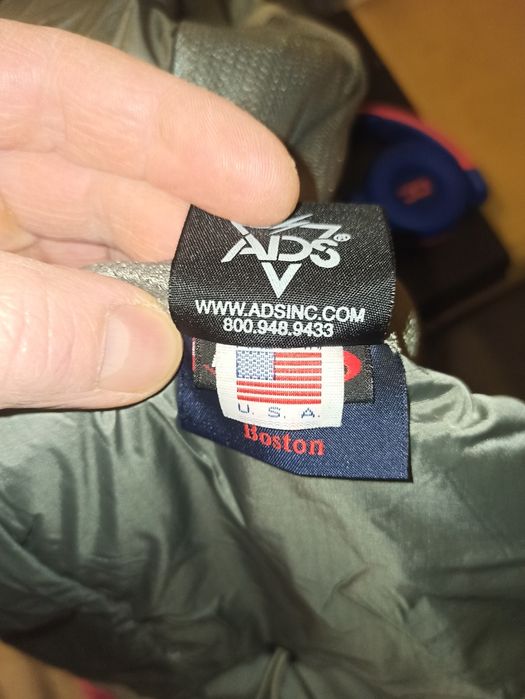 ADS®
WWW.ADSINC.COM
800.948.9433
U. S. A.
Boston